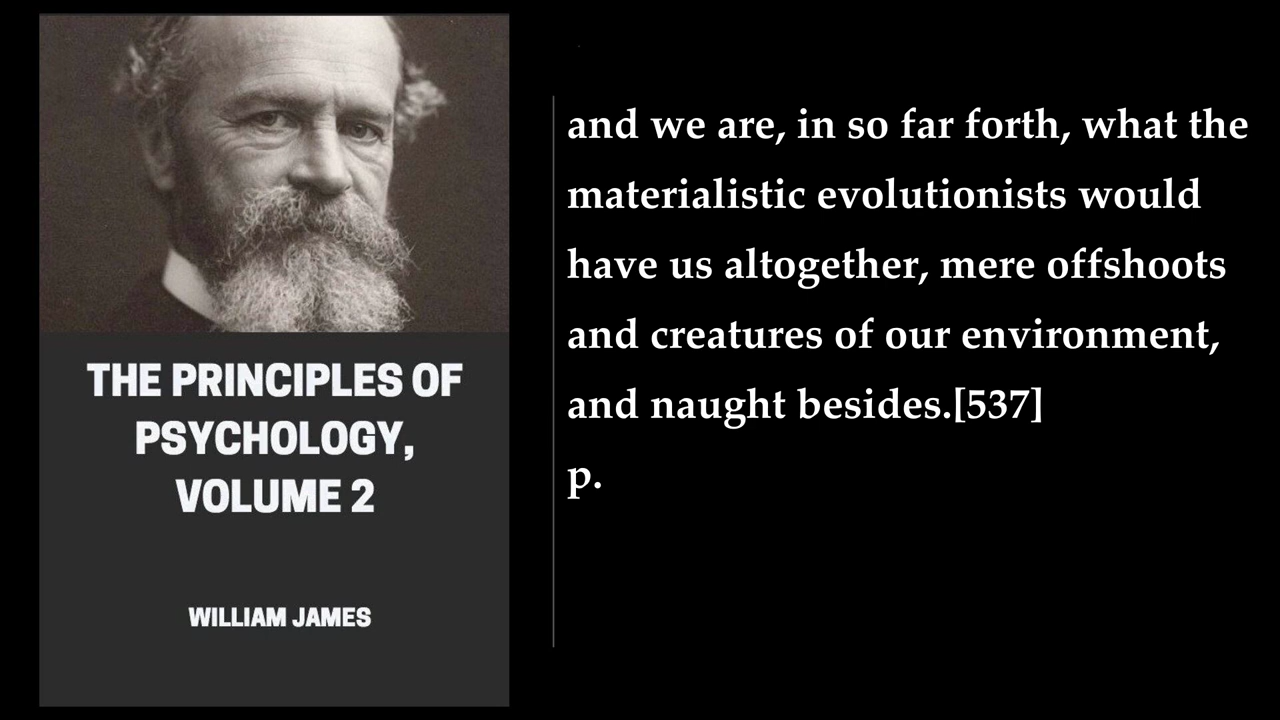 THE PRINCIPLES OF
PSYCHOLOGY,
VOLUME 2
WILLIAM JAMES
and we are, in so far forth, what the
materialistic evolutionists would
have us altogether, mere offshoots
and creatures of our environment,
and naught besides.[537]
p.